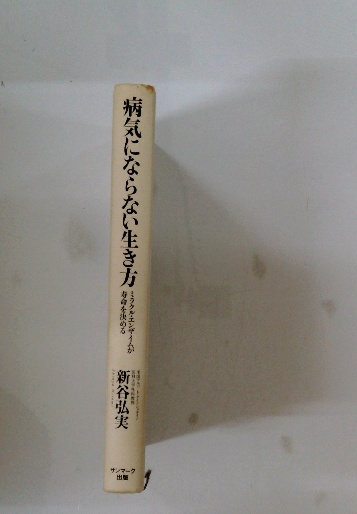 病気にならない生き方
ミラクル・エンザイムが
寿命を決める
新谷弘実
サンマーク
出版